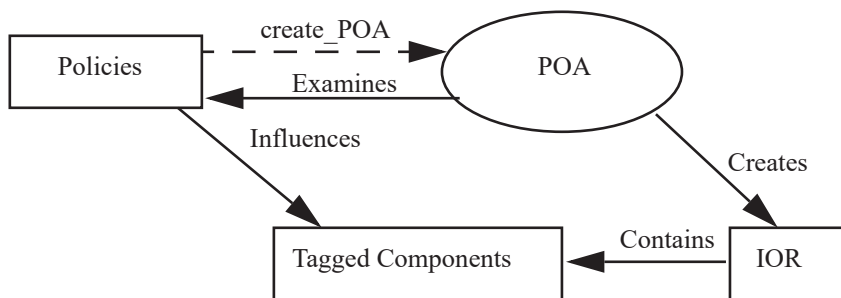 create_POA
Policies
POA
Examines
Influences
Creates
Contains
Tagged Components
IOR